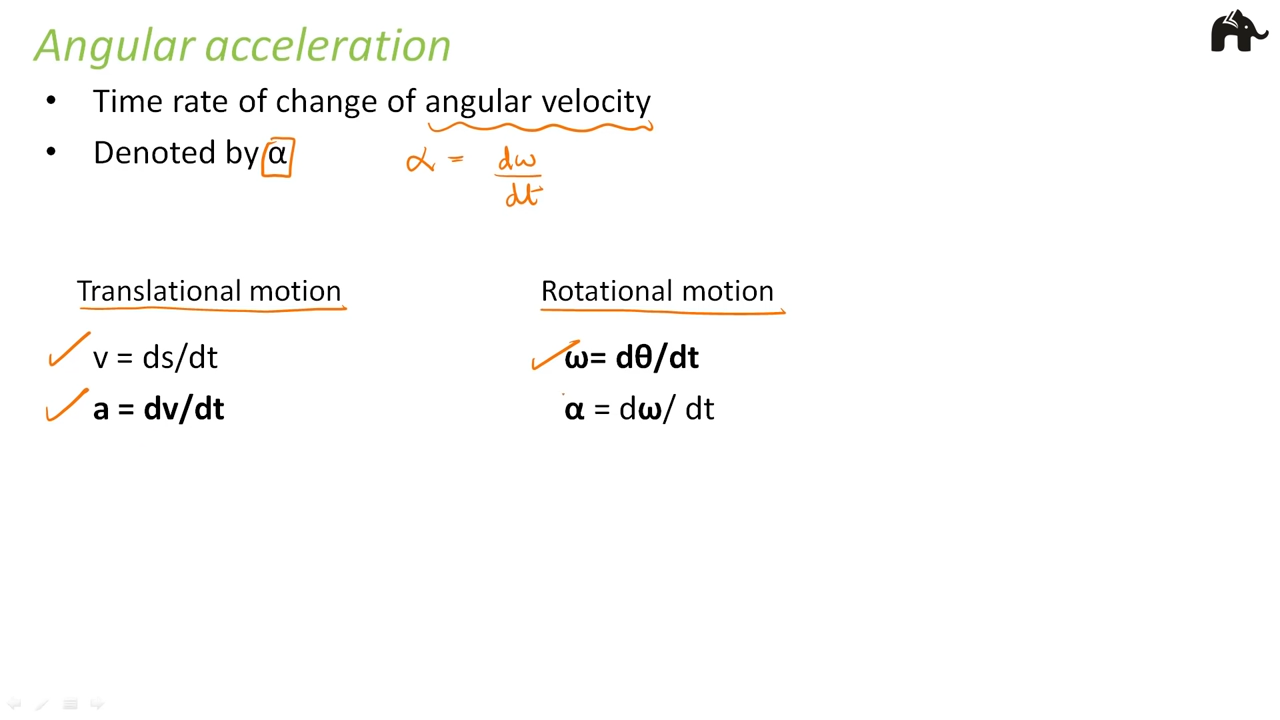 Angular acceleration
• Time rate of change of angular velocity
• Denoted by α
α = dω/dt
Translational motion
Rotational motion
v = ds/dt
ω= dθ/dt
a = dv/dt
α = dω/ dt